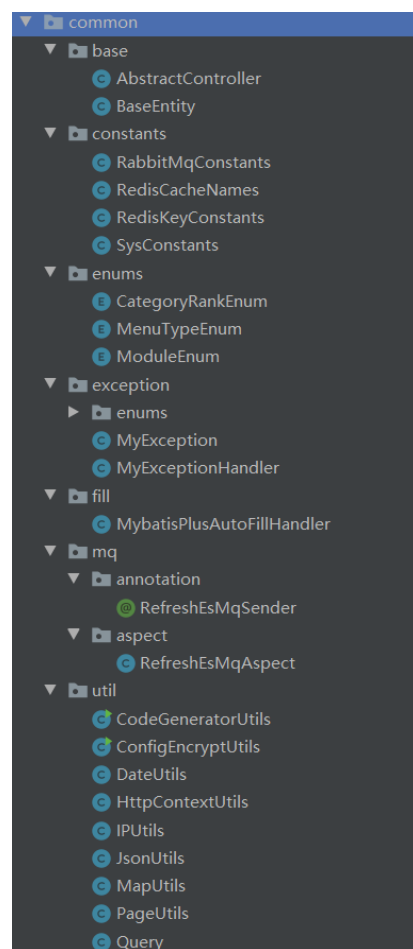 common
base
AbstractController
BaseEntity
constants
RabbitMqConstants
RedisCacheNames
RedisKeyConstants
SysConstants
enums
CategoryRankEnum
MenuTypeEnum
ModuleEnum
exception
enums
MyException
MyExceptionHandler
fill
MybatisPlusAutoFillHandler
mq
annotation
RefreshEsMqSender
aspect
RefreshEsMqAspect
util
CodeGeneratorUtils
ConfigEncryptUtils
DateUtils
HttpContextUtils
IPUtils
JsonUtils
MapUtils
PageUtils
Query